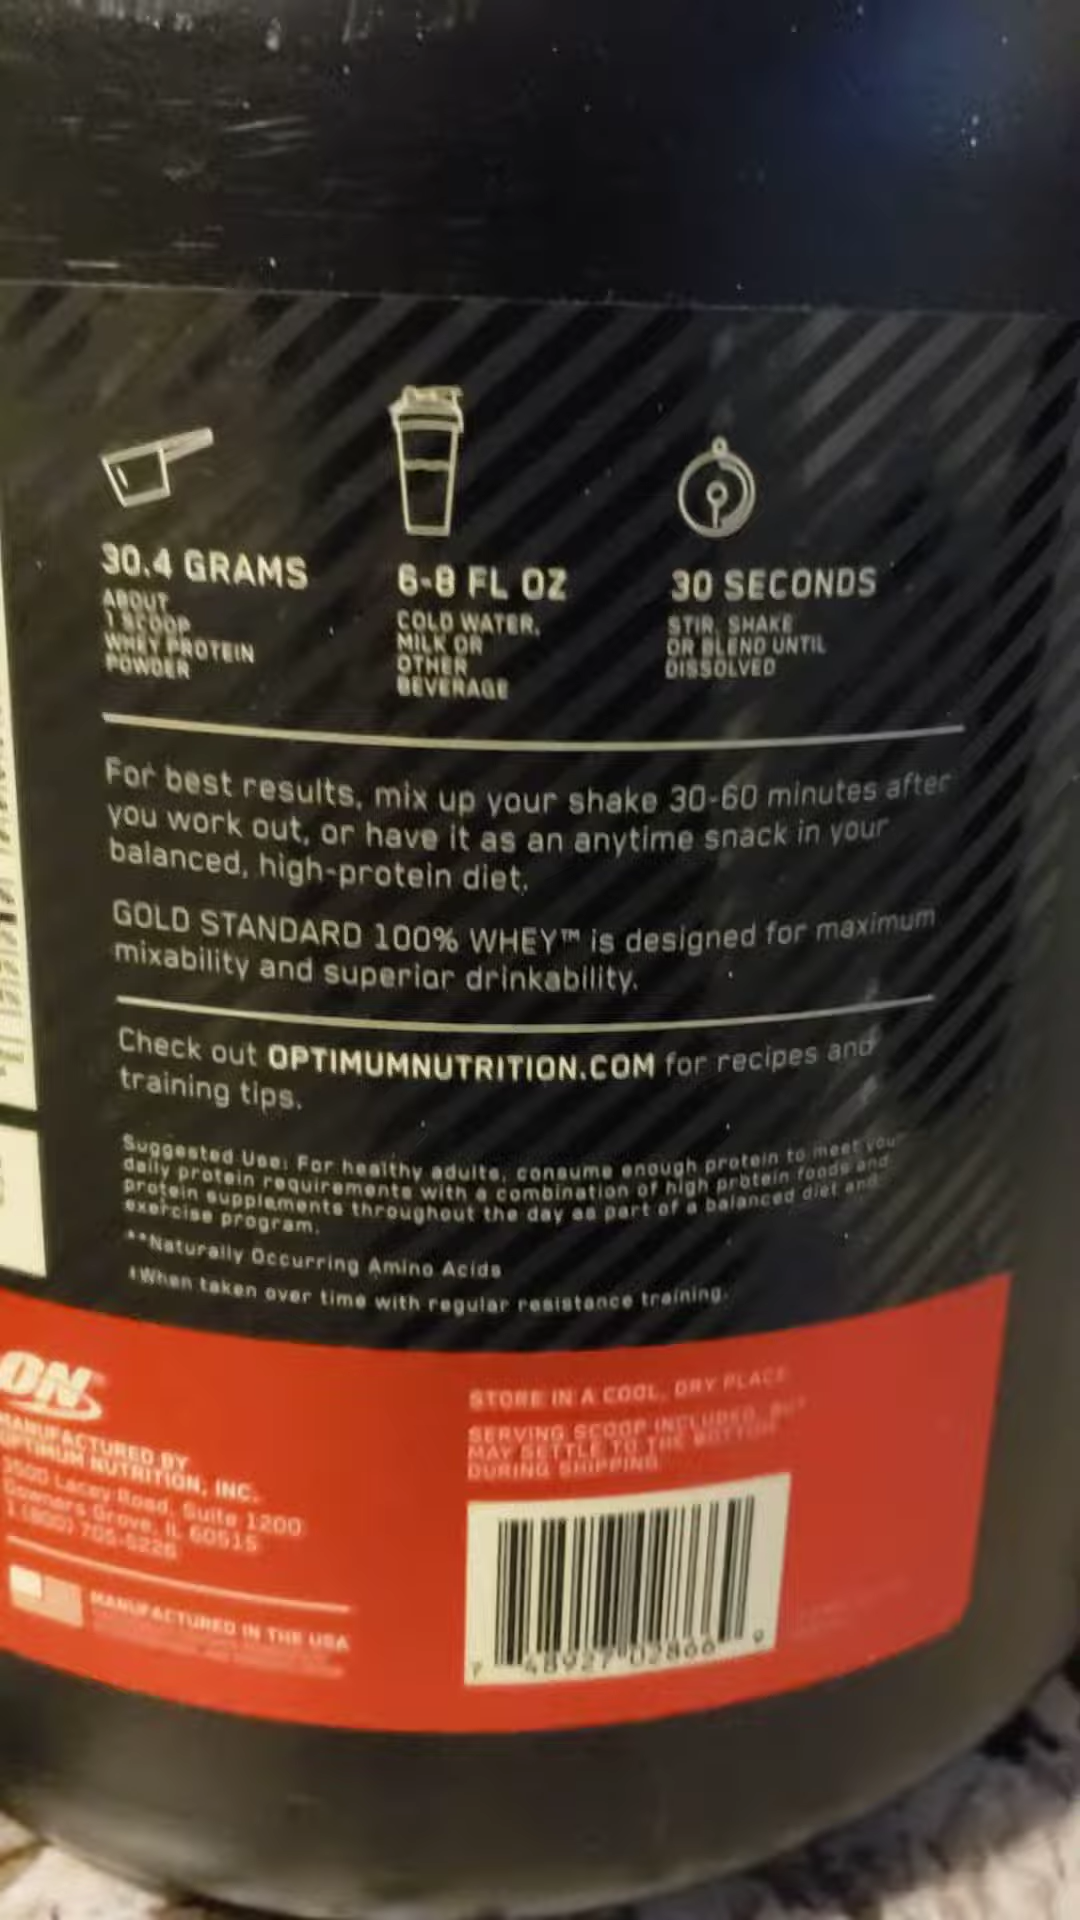 30.4 GRAMS
ABOUT
1 SCOOP
WHEY PROTEIN
POWDER
6-8 FL OZ
COLD WATER,
MILK OR
OTHER
BEVERAGE
30 SECONDS
STIR, SHAKE
OR BLEND UNTIL
DISSOLVED
For best results, mix up your shake 30-60 minutes after
you work out, or have it as an anytime snack in your
balanced, high-protein diet.
GOLD STANDARD 100% WHEY™ is designed for maximum
mixability and superior drinkability.
Check out OPTIMUMNUTRITION.COM for recipes and
training tips.
Suggested Use: For healthy adults, consume enough protein to meet your
daily protein requirements with a combination of high protein foods and
protein supplements throughout the day as part of a balanced diet and
exercise program.
**Naturally Occurring Amino Acids
‡When taken over time with regular resistance training.
ON
MANUFACTURED BY
OPTIMUM NUTRITION, INC.
Lacey Road, Suite 1200
Downers Grove, IL 60515
1 (800) 705-5226
MANUFACTURED IN THE USA
STORE IN A COOL, DRY PLACE
SERVING SCOOP INCLUDED, BUT
MAY SETTLE TO THE BOTTOM
DURING SHIPPING
7 48927 02866 9